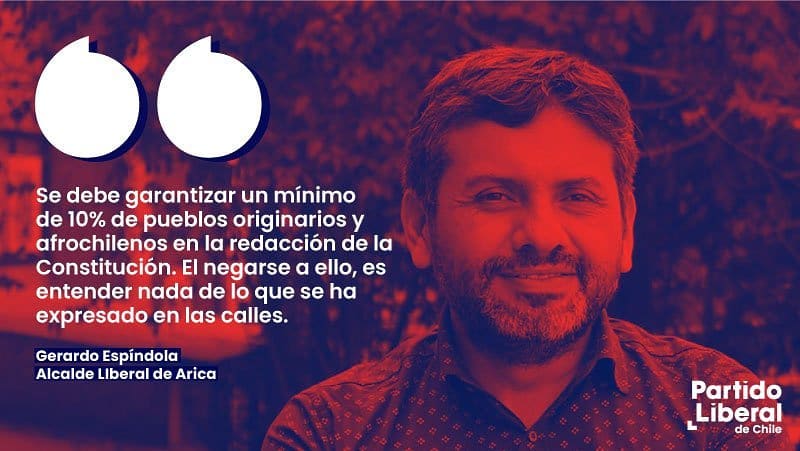 Se debe garantizar un mínimo
de 10% de pueblos originarios y
afrochilenos en la redacción de la
Constitución. El negarse a ello, es
entender nada de lo que se ha
expresado en las calles.
Gerardo Espíndola
Alcalde LIberal de Arica
Partido
Liberal
de Chile